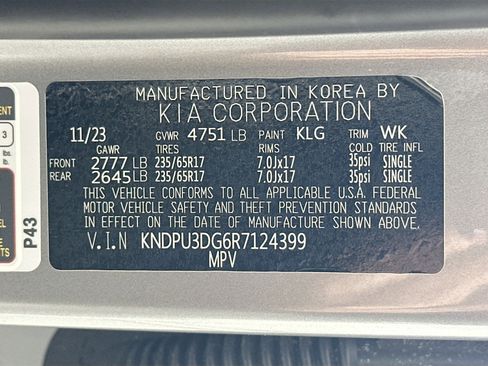 MANUFACTURED IN KOREA BY
KIA CORPORATION
11/23 GVWR 4751 LB PAINT KLG TRIM WK
GAWR TIRES RIMS COLD TIRE INFL
FRONT 2777 LB 235/65R17 7.0Jx17 35psi SINGLE
REAR 2645 LB 235/65R17 7.0Jx17 35psi SINGLE
THIS VEHICLE CONFORMS TO ALL APPLICABLE U.S.A. FEDERAL
MOTOR VEHICLE SAFETY AND THEFT PREVENTION STANDARDS
IN EFFECT ON THE DATE OF MANUFACTURE SHOWN ABOVE.
V.I.N KNDPU3DG6R7124399
MPV
P43
3
lbs.